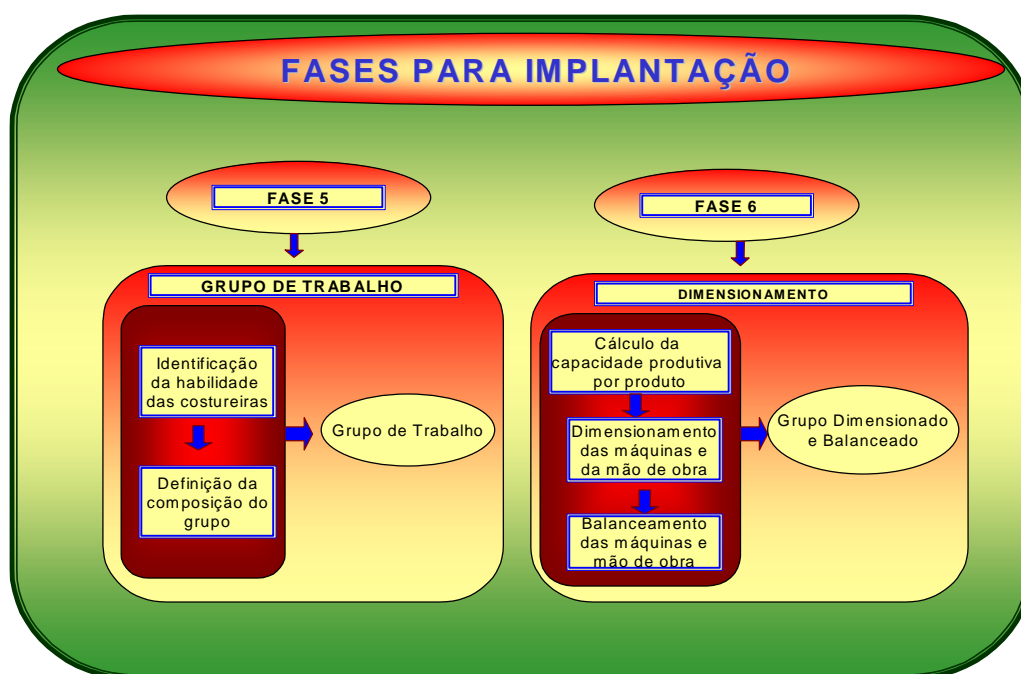 FASES PARA IMPLANTAÇÃO
FASE 5
GRUPO DE TRABALHO
Identificação
da habilidade
das costureiras
Definição da
composição do
grupo
Grupo de Trabalho
FASE 6
DIMENSIONAMENTO
Cálculo da
capacidade produtiva
por produto
Dimensionamento
das máquinas e
da mão de obra
Balanceamento
das máquinas e
mão de obra
Grupo Dimensionado
e Balanceado